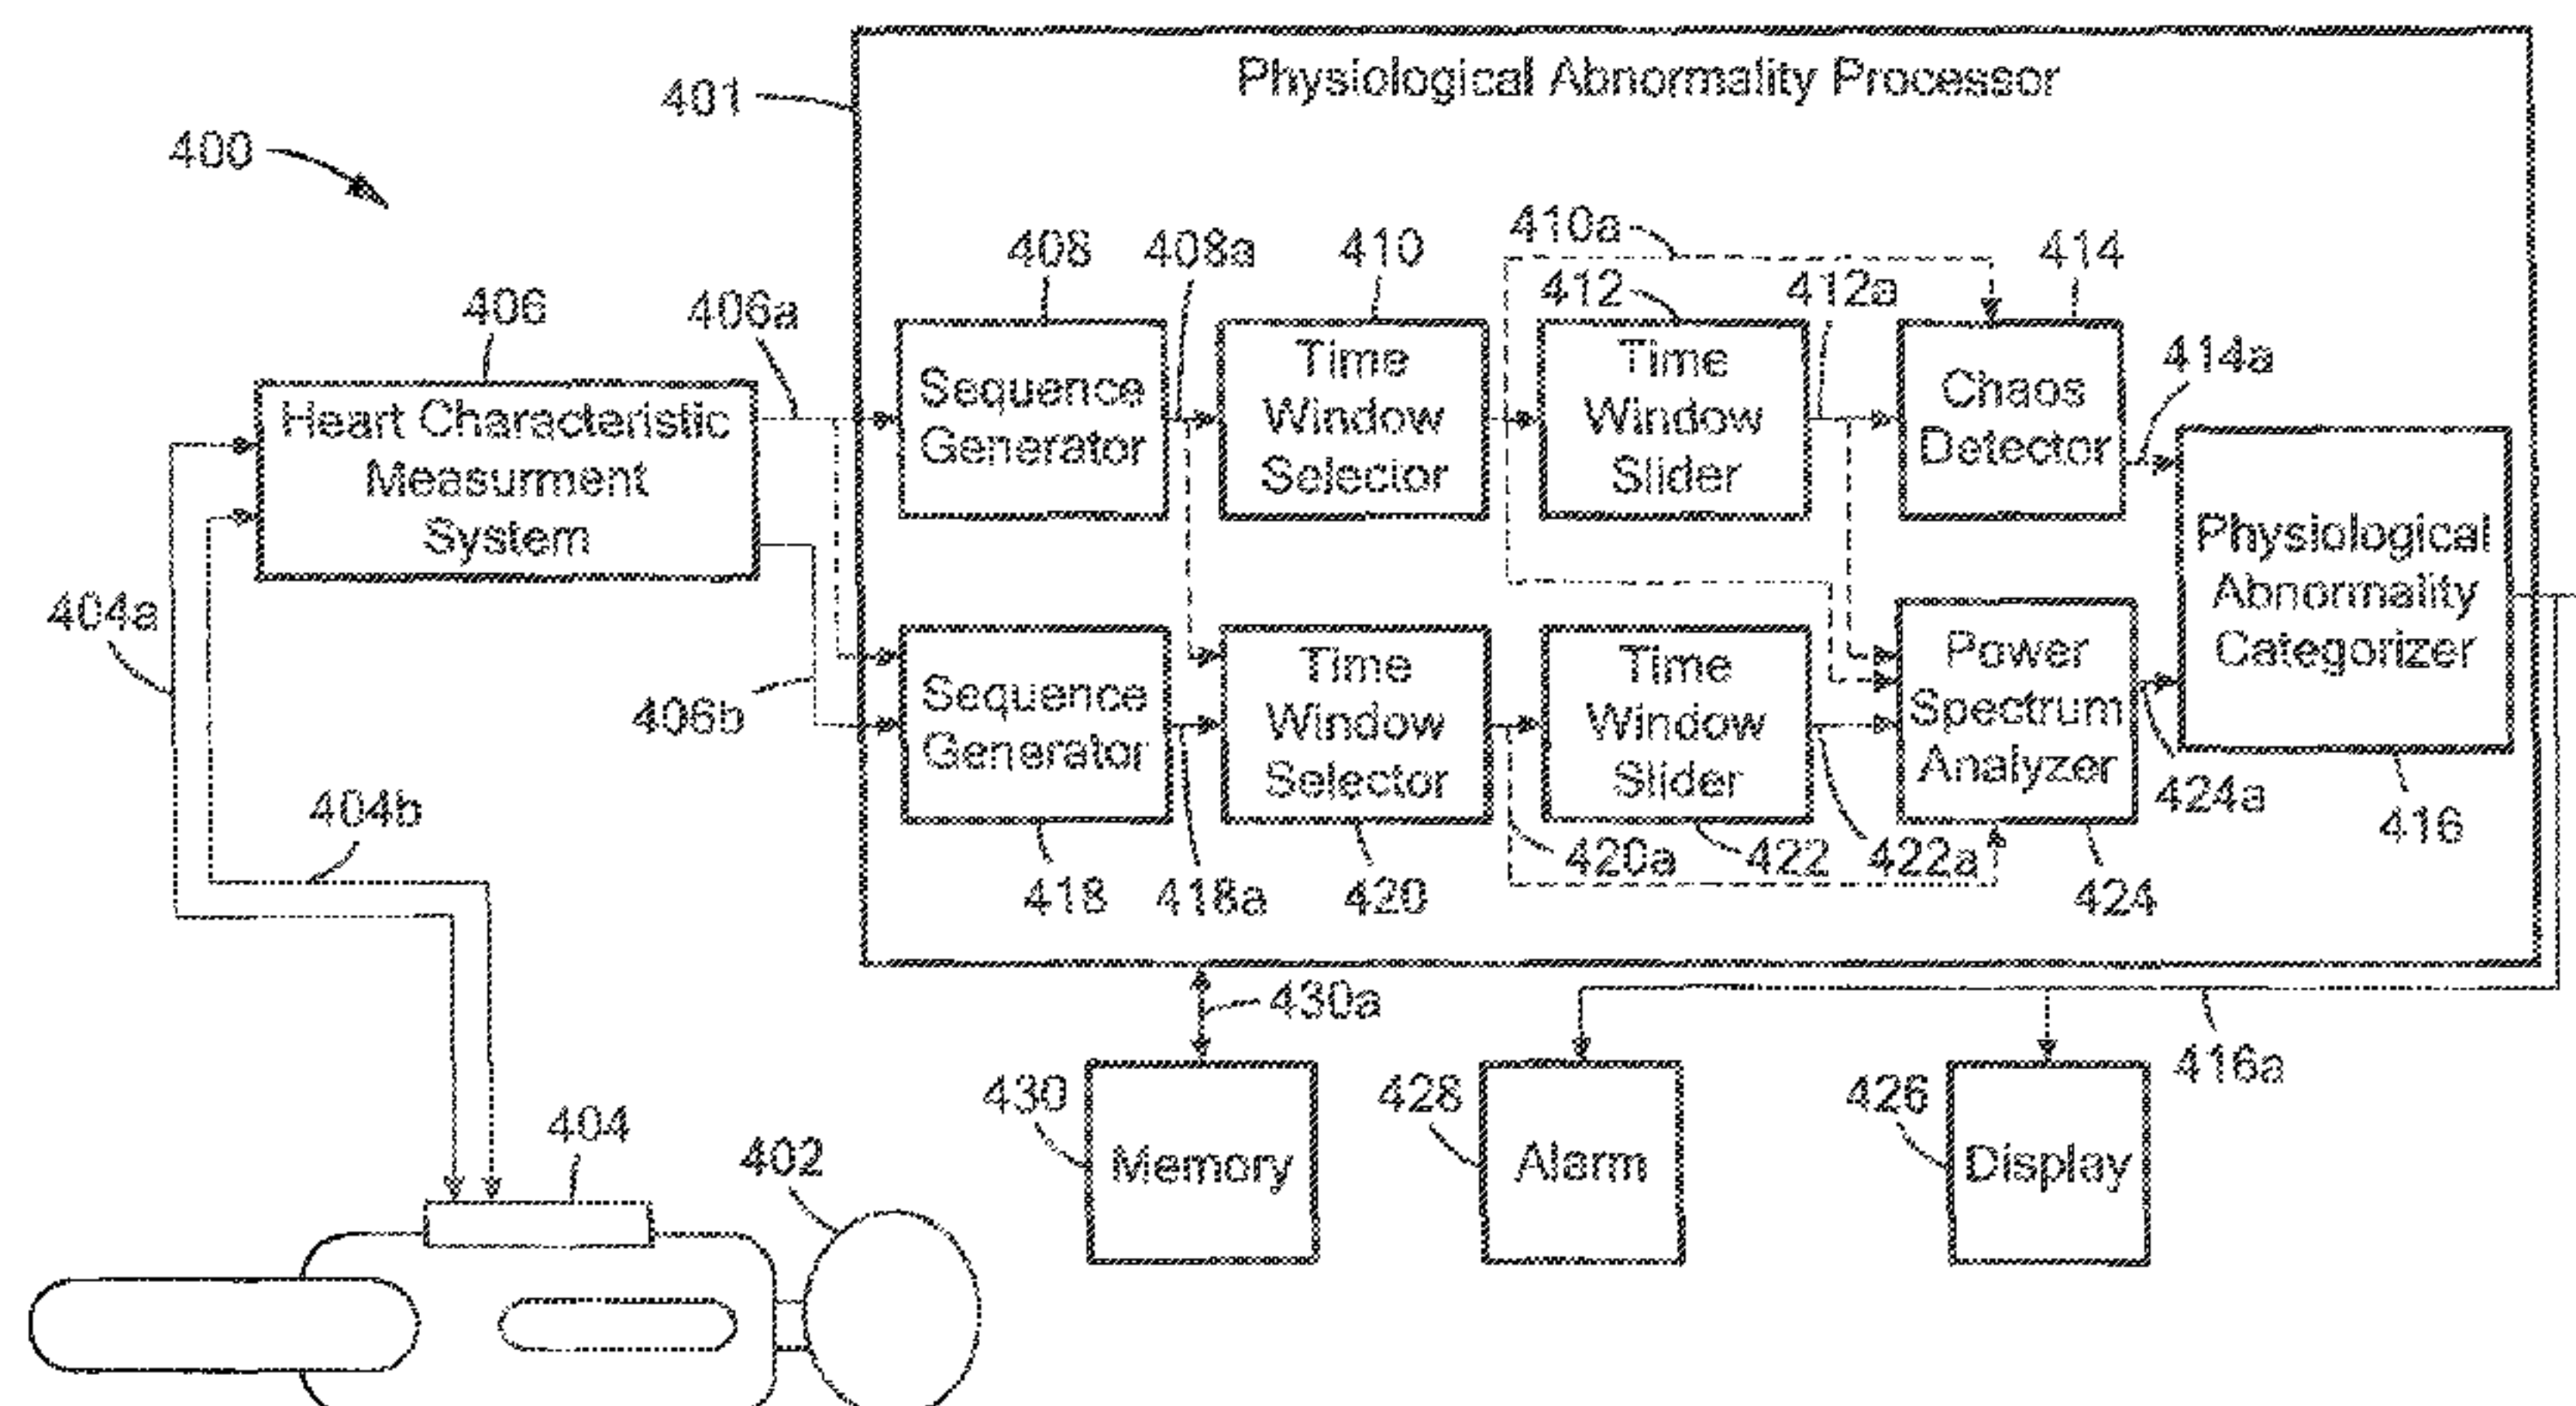 Physiological Abnormality Processor
401
400
410a
408
408a
410
414
412
412a
406
406a
414a
Time
Window
Selector
Time
Window
Slider
Sequence
Generator
Chaos
Detector
Heart Characteristic
Measurment
System
Physiological
Abnormality
Categorizer
404a
406b
Sequence
Generator
Time
Window
Selector
Time
Window
Slider
Power
Spectrum
Analyzer
424a
404b
416
420a
422
422a
418
418a
420
424
430a
416a
430
428
426
Memory
Alarm
Display
404
402